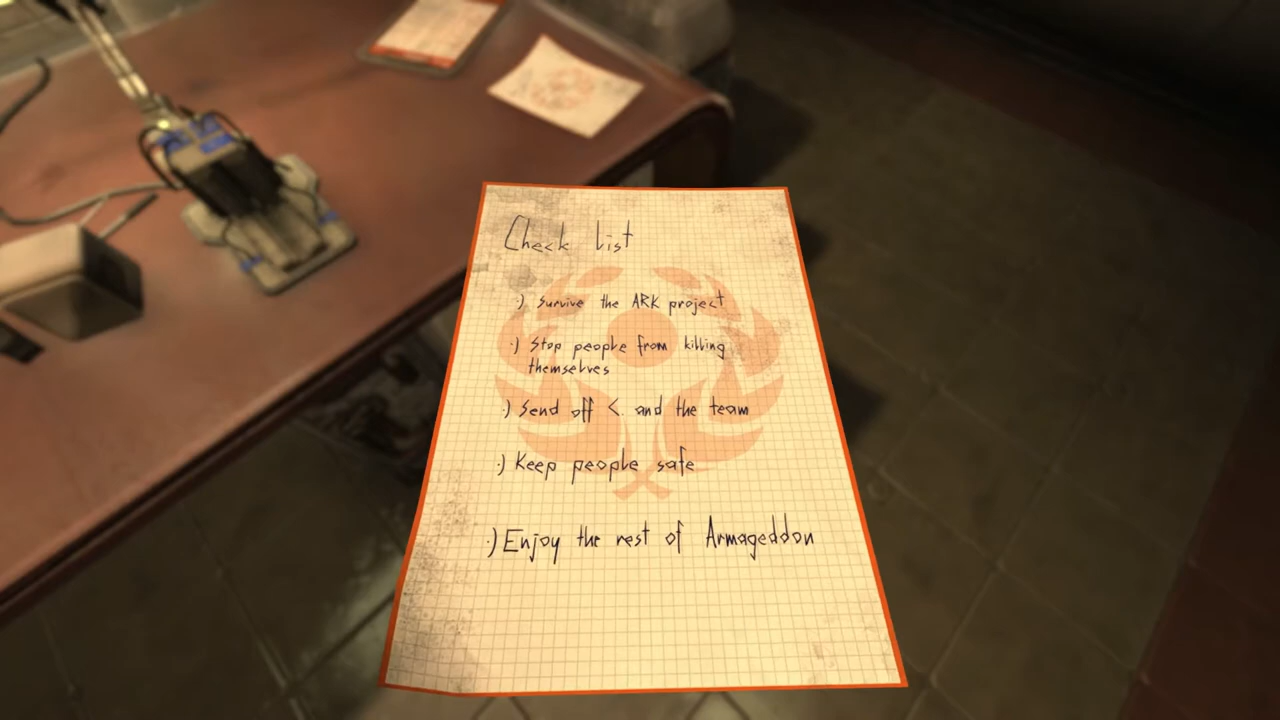 Check list
·) Survive the ARK project
·) Stop people from killing
themselves
·) Send off C. and the team
·) Keep people safe
·) Enjoy the rest of Armageddon